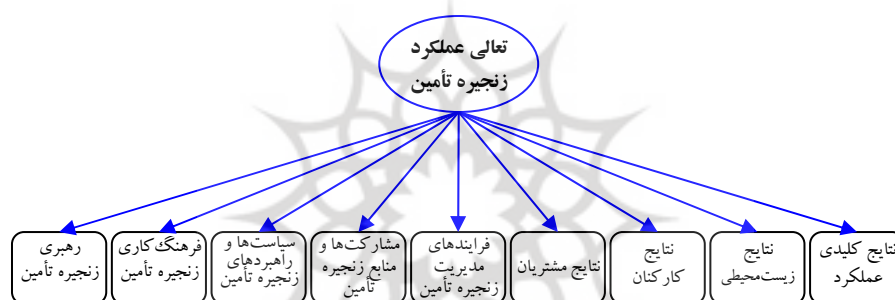 تعالی عملکرد
زنجیره تأمین
نتایج کلیدی
عملکرد
نتایج
زیست‌محیطی
نتایج
کارکنان
نتایج مشتریان
فرایندهای
مدیریت
زنجیره تأمین
مشارکت‌ها و
منابع زنجیره
تأمین
سیاست‌ها و
راهبردهای
زنجیره تأمین
فرهنگ‌کاری
زنجیره تأمین
رهبری
زنجیره تأمین